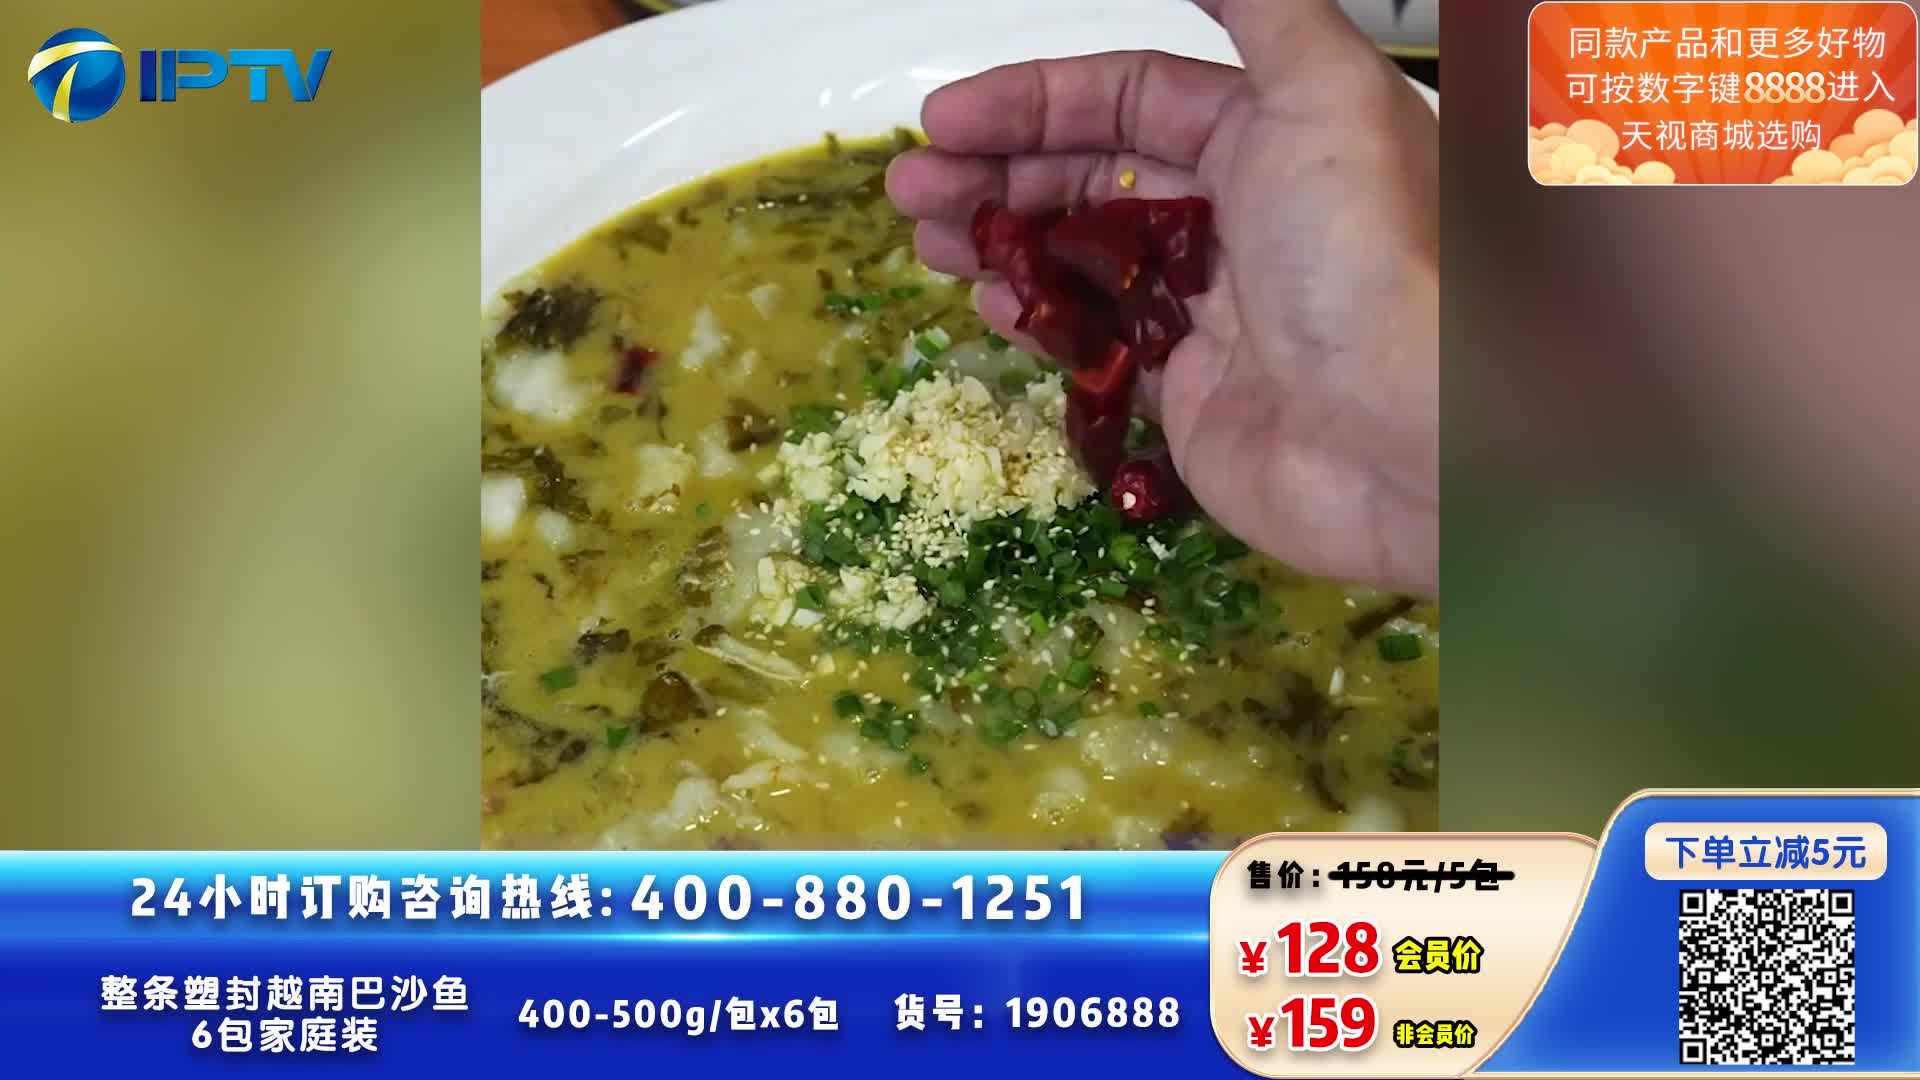 IPTV
同款产品和更多好物
可按数字键8888进入
天视商城选购
24小时订购咨询热线:400-880-1251
整条塑封越南巴沙鱼
6包家庭装
400-500g/包x6包
货号：1906888
售价：158元/5包
¥128 会员价
¥159 非会员价
下单立减5元